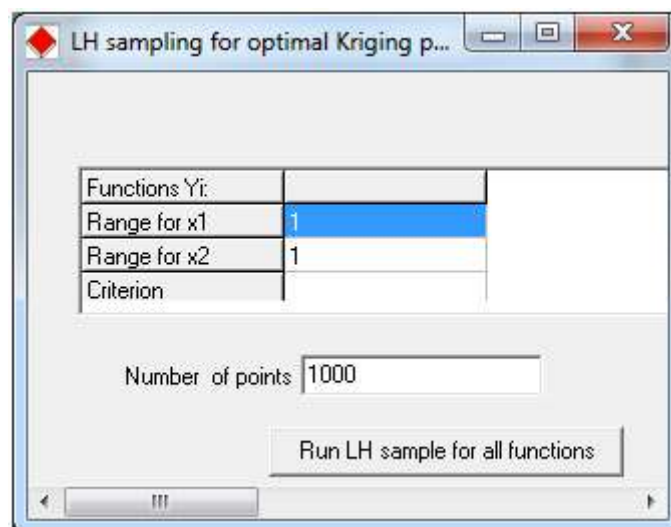 LH sampling for optimal Kriging p...
Functions Yi:
Range for x1 1
Range for x2 1
Criterion
Number of points 1000
Run LH sample for all functions